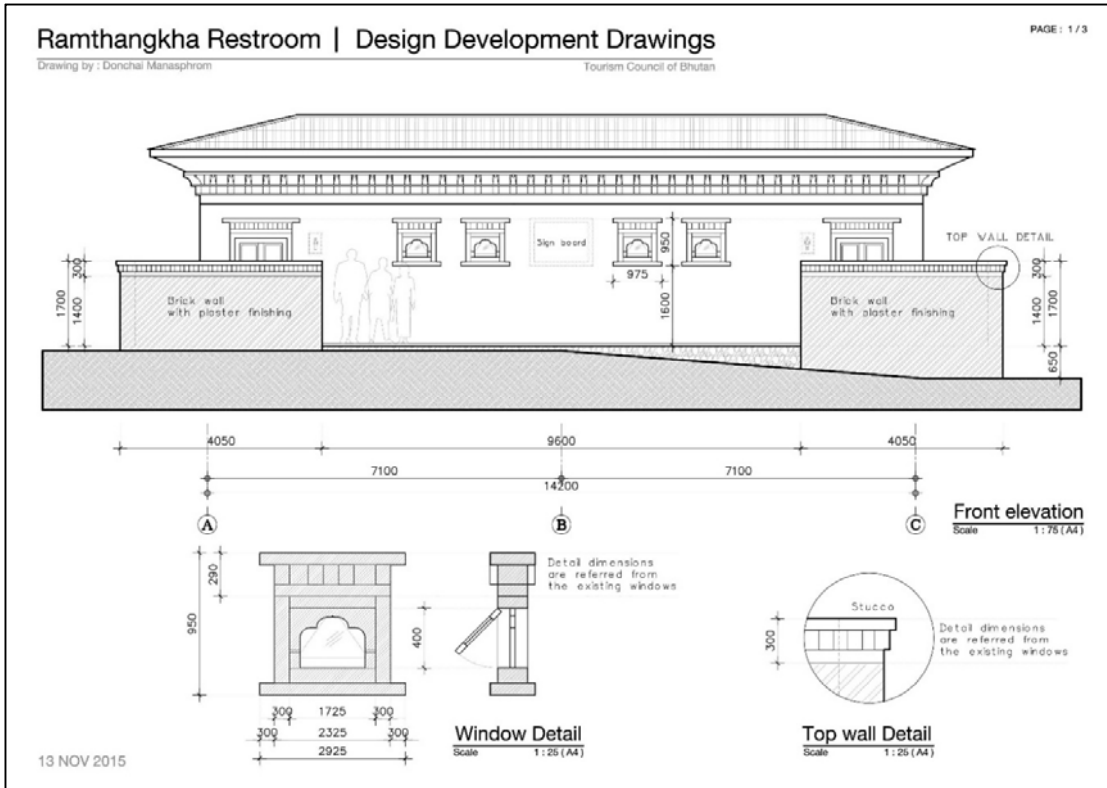 PAGE : 1 / 3
Ramthangkha Restroom | Design Development Drawings
Drawing by : Donchai Manasphrom
Tourism Council of Bhutan
Sign board
950
975
1600
TOP WALL DETAIL
300
1700
1400
Brick wall
with plaster finishing
Brick wall
with plaster finishing
300
1400
1700
650
4050
9600
4050
7100
7100
14200
A
B
C
Front elevation
Scale
1 : 75 ( A4 )
290
950
400
Detail dimensions
are referred from
the existing windows
300
1725
300
300
2325
300
2925
Window Detail
Scale
1 : 25 ( A4 )
Stucco
300
Detail dimensions
are referred from
the existing windows
Top wall Detail
Scale
1 : 25 ( A4 )
13 NOV 2015